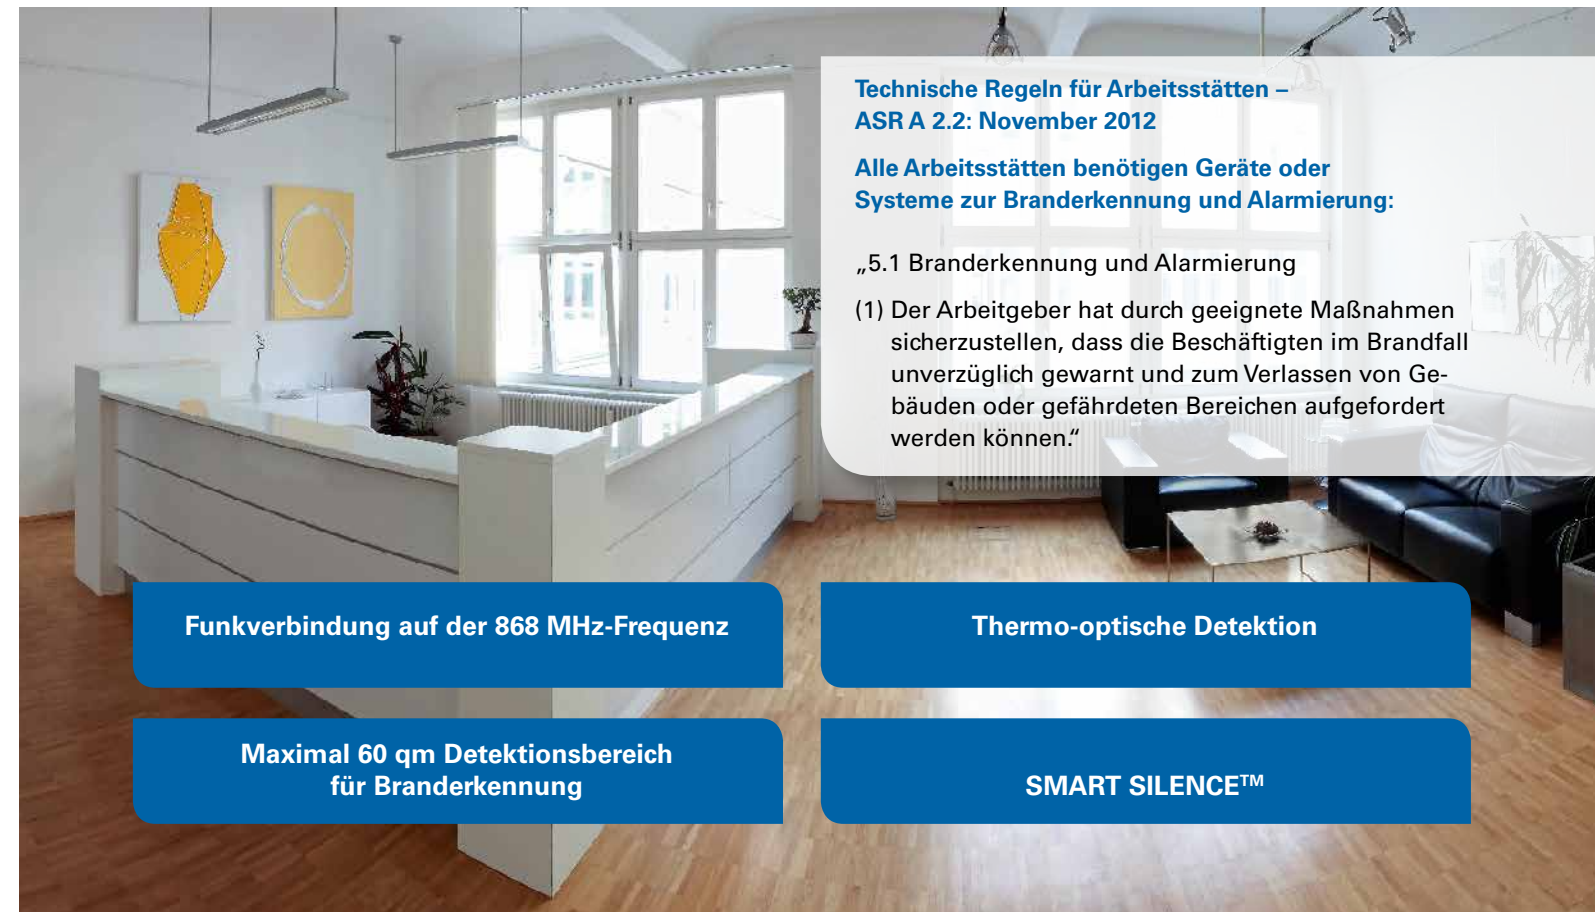 Technische Regeln für Arbeitsstätten –
ASR A 2.2: November 2012
Alle Arbeitsstätten benötigen Geräte oder
Systeme zur Branderkennung und Alarmierung:
„5.1 Branderkennung und Alarmierung
(1) Der Arbeitgeber hat durch geeignete Maßnahmen
sicherzustellen, dass die Beschäftigten im Brandfall
unverzüglich gewarnt und zum Verlassen von Ge-
bäuden oder gefährdeten Bereichen aufgefordert
werden können.“
Funkverbindung auf der 868 MHz-Frequenz
Thermo-optische Detektion
Maximal 60 qm Detektionsbereich
für Branderkennung
SMART SILENCE™